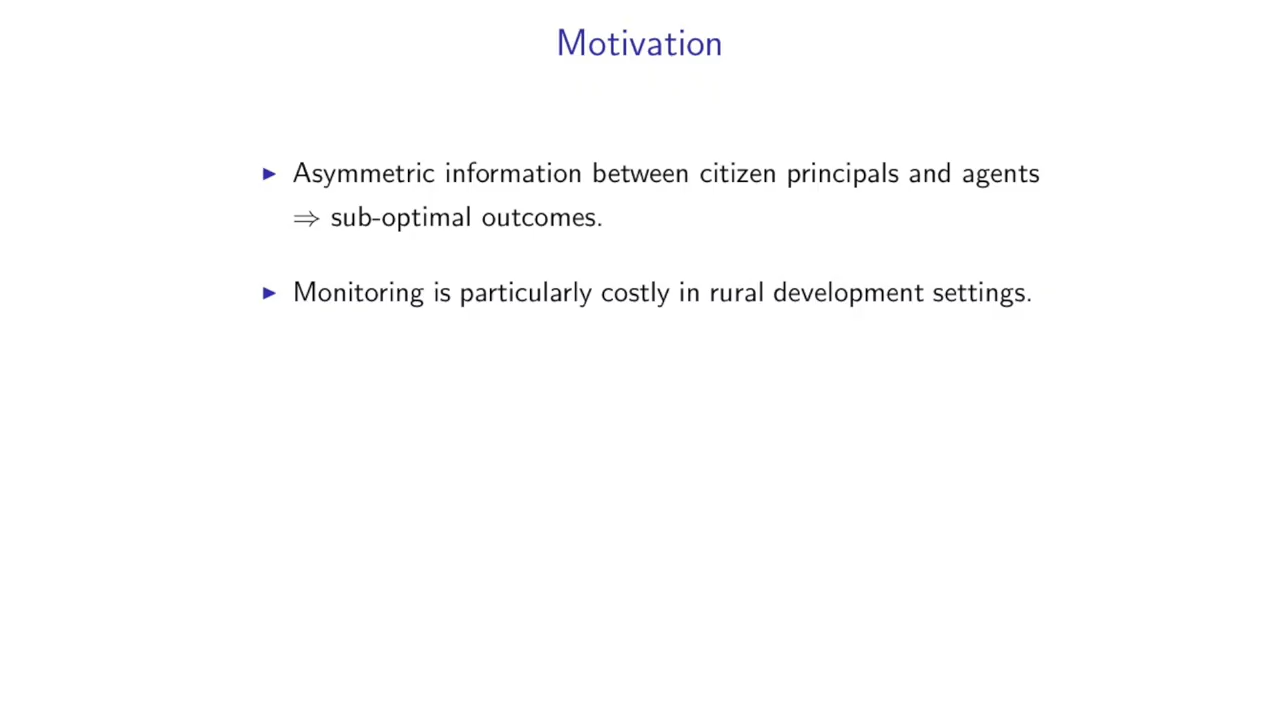 Motivation
▶ Asymmetric information between citizen principals and agents
⇒ sub-optimal outcomes.
▶ Monitoring is particularly costly in rural development settings.